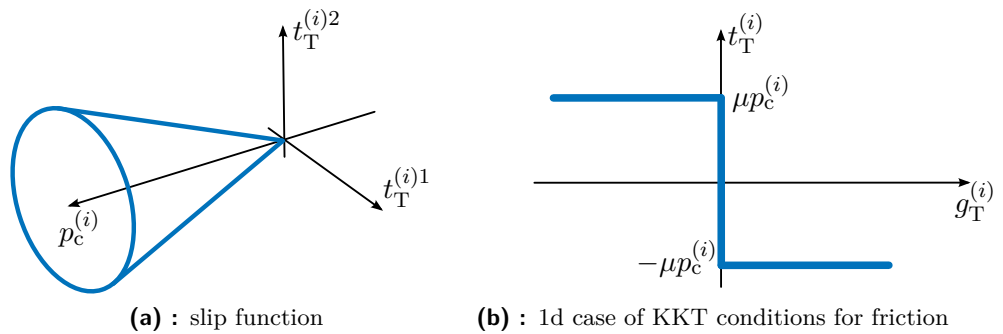 t_T^{(i)2}
t_T^{(i)1}
p_c^{(i)}
(a) : slip function
t_T^{(i)}
μp_c^{(i)}
g_T^{(i)}
−μp_c^{(i)}
(b) : 1d case of KKT conditions for friction